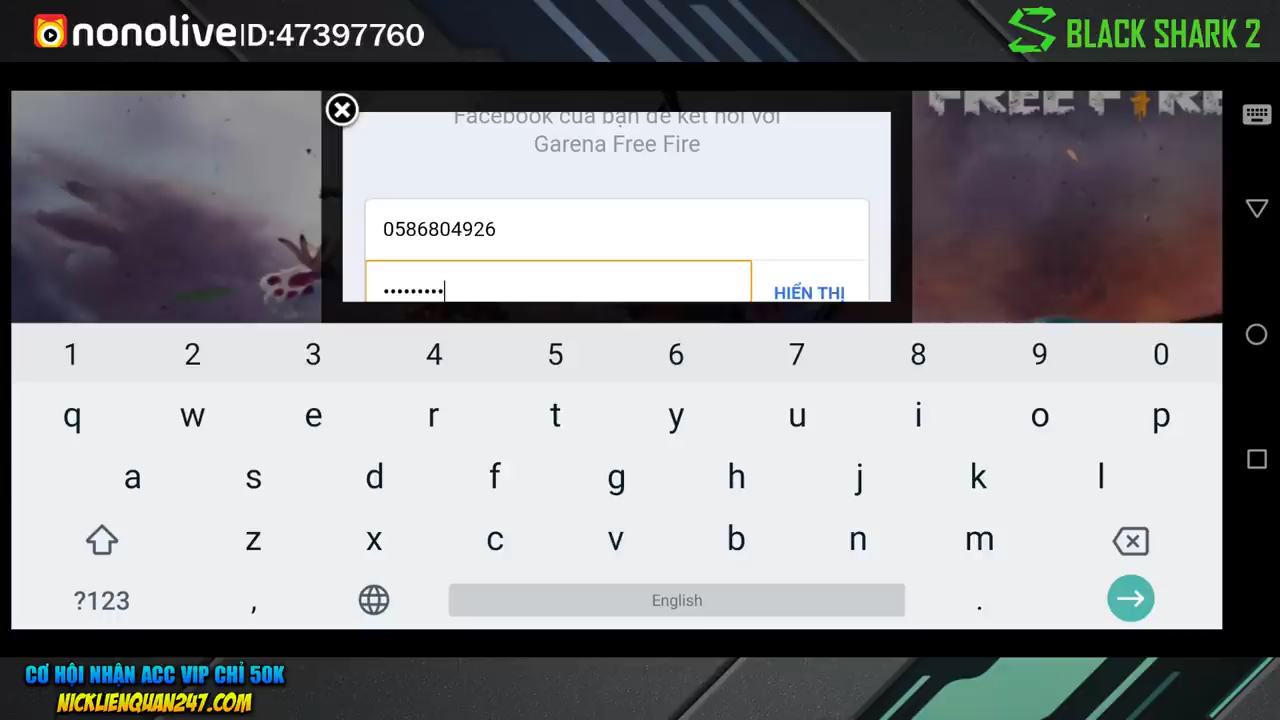 nonolive ID:47397760
BLACK SHARK 2
FREE FIRE
Facebook của bạn để kết nối với
Garena Free Fire
0586804926
•••••••••
HIỂN THỊ
1 2 3 4 5 6 7 8 9 0
q w e r t y u i o p
a s d f g h j k l
z x c v b n m
?123 , English .
CƠ HỘI NHẬN ACC VIP CHỈ 50K
NICKLIENQUAN247.COM